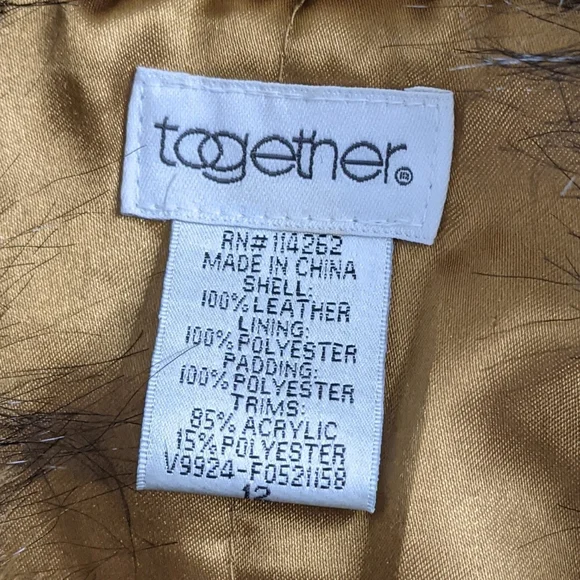 together®
RN#114262
MADE IN CHINA
SHELL:
100% LEATHER
LINING:
100% POLYESTER
PADDING:
100% POLYESTER
TRIMS:
85% ACRYLIC
15% POLYESTER
V9924-F0521158
12